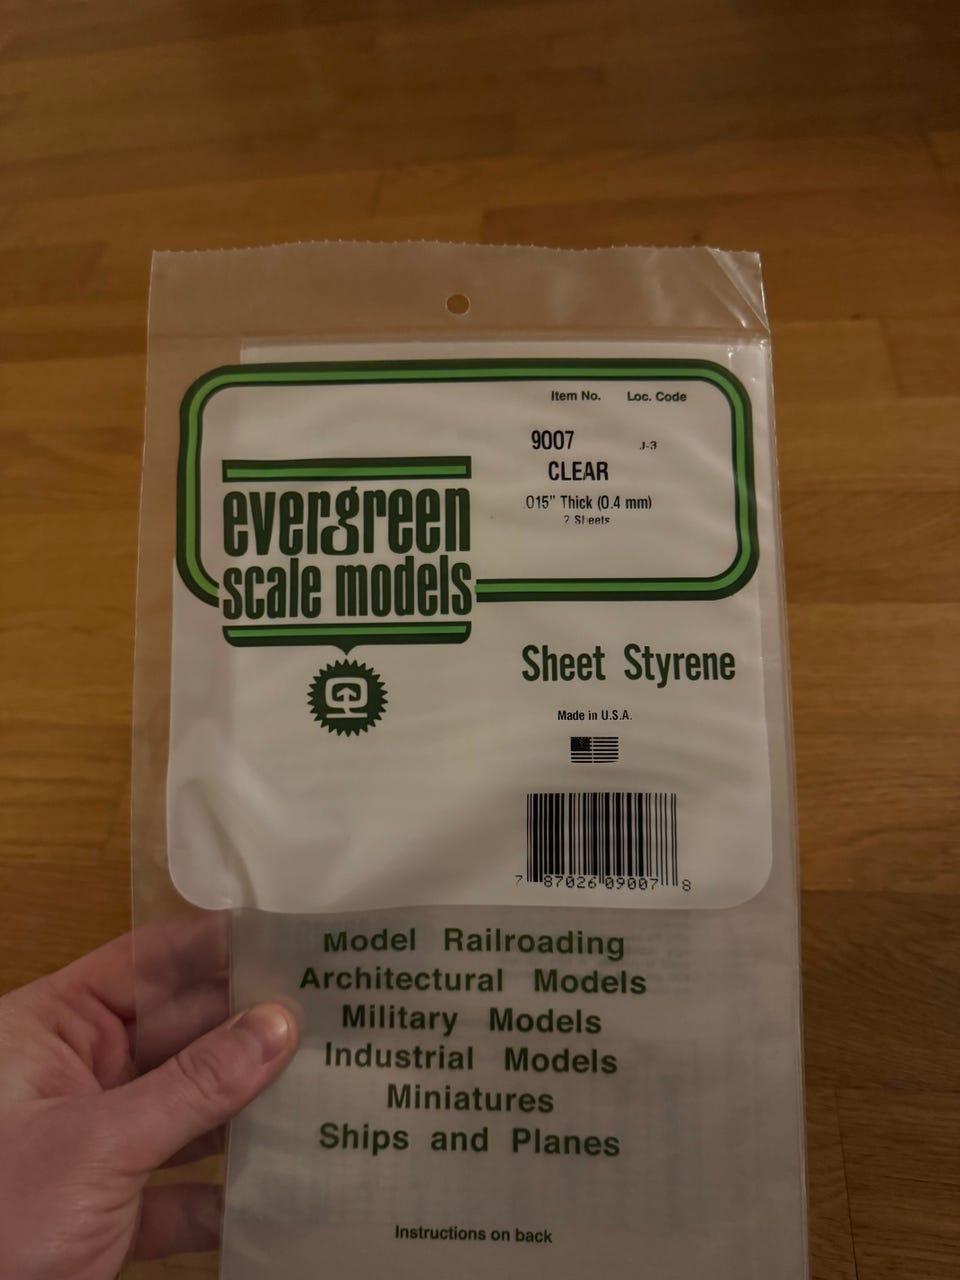 Item No. Loc. Code
9007 J-3
CLEAR
.015" Thick (0.4 mm)
2 Sheets
evergreen
scale models
Sheet Styrene
Made in U.S.A.
7 87026 09007 8
Model Railroading
Architectural Models
Military Models
Industrial Models
Miniatures
Ships and Planes
Instructions on back